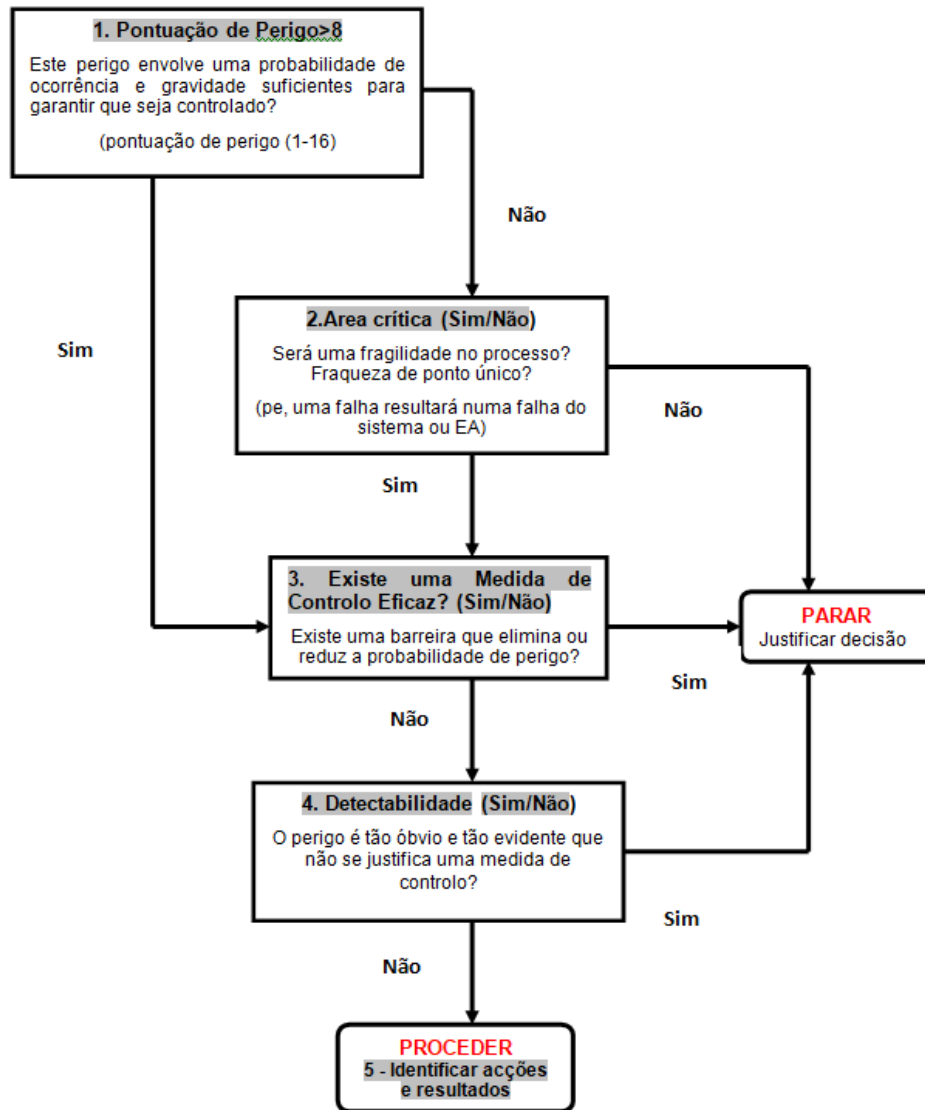 1. Pontuação de Perigo>8
Este perigo envolve uma probabilidade de
ocorrência e gravidade suficientes para
garantir que seja controlado?
(pontuação de perigo (1-16)
Não
Sim
2.Area crítica (Sim/Não)
Será uma fragilidade no processo?
Fraqueza de ponto único?
(pe, uma falha resultará numa falha do
sistema ou EA)
Não
Sim
3. Existe uma Medida de
Controlo Eficaz? (Sim/Não)
Existe uma barreira que elimina ou
reduz a probabilidade de perigo?
PARAR
Justificar decisão
Sim
Não
4. Detectabilidade (Sim/Não)
O perigo é tão óbvio e tão evidente que
não se justifica uma medida de
controlo?
Sim
Não
PROCEDER
5 - Identificar acções
e resultados